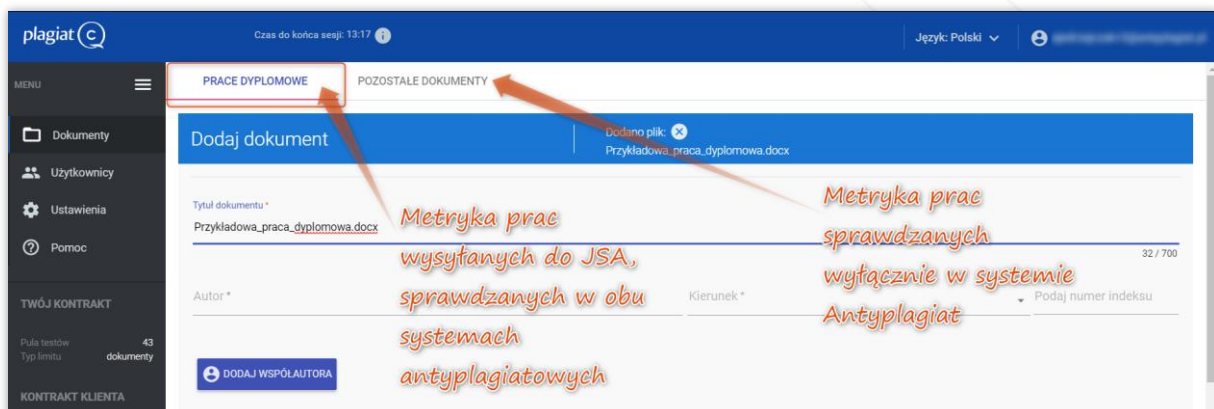 plagiat c
Czas do końca sesji: 13:17 i
Język: Polski
MENU
PRACE DYPLOMOWE
POZOSTAŁE DOKUMENTY
Dokumenty
Użytkownicy
Ustawienia
Pomoc
TWÓJ KONTRAKT
Pula testów 43
Typ limitu dokumenty
KONTRAKT KLIENTA
Dodaj dokument
Dodano plik:
Przykładowa_praca_dyplomowa.docx
Tytuł dokumentu *
Przykładowa_praca_dyplomowa.docx
32 / 700
Autor *
Kierunek *
Podaj numer indeksu
DODAJ WSPÓŁAUTORA
Metryka prac
wysyłanych do JSA,
sprawdzanych w obu
systemach
antyplagiatowych
Metryka prac
sprawdzanych
wyłącznie w systemie
Antyplagiat